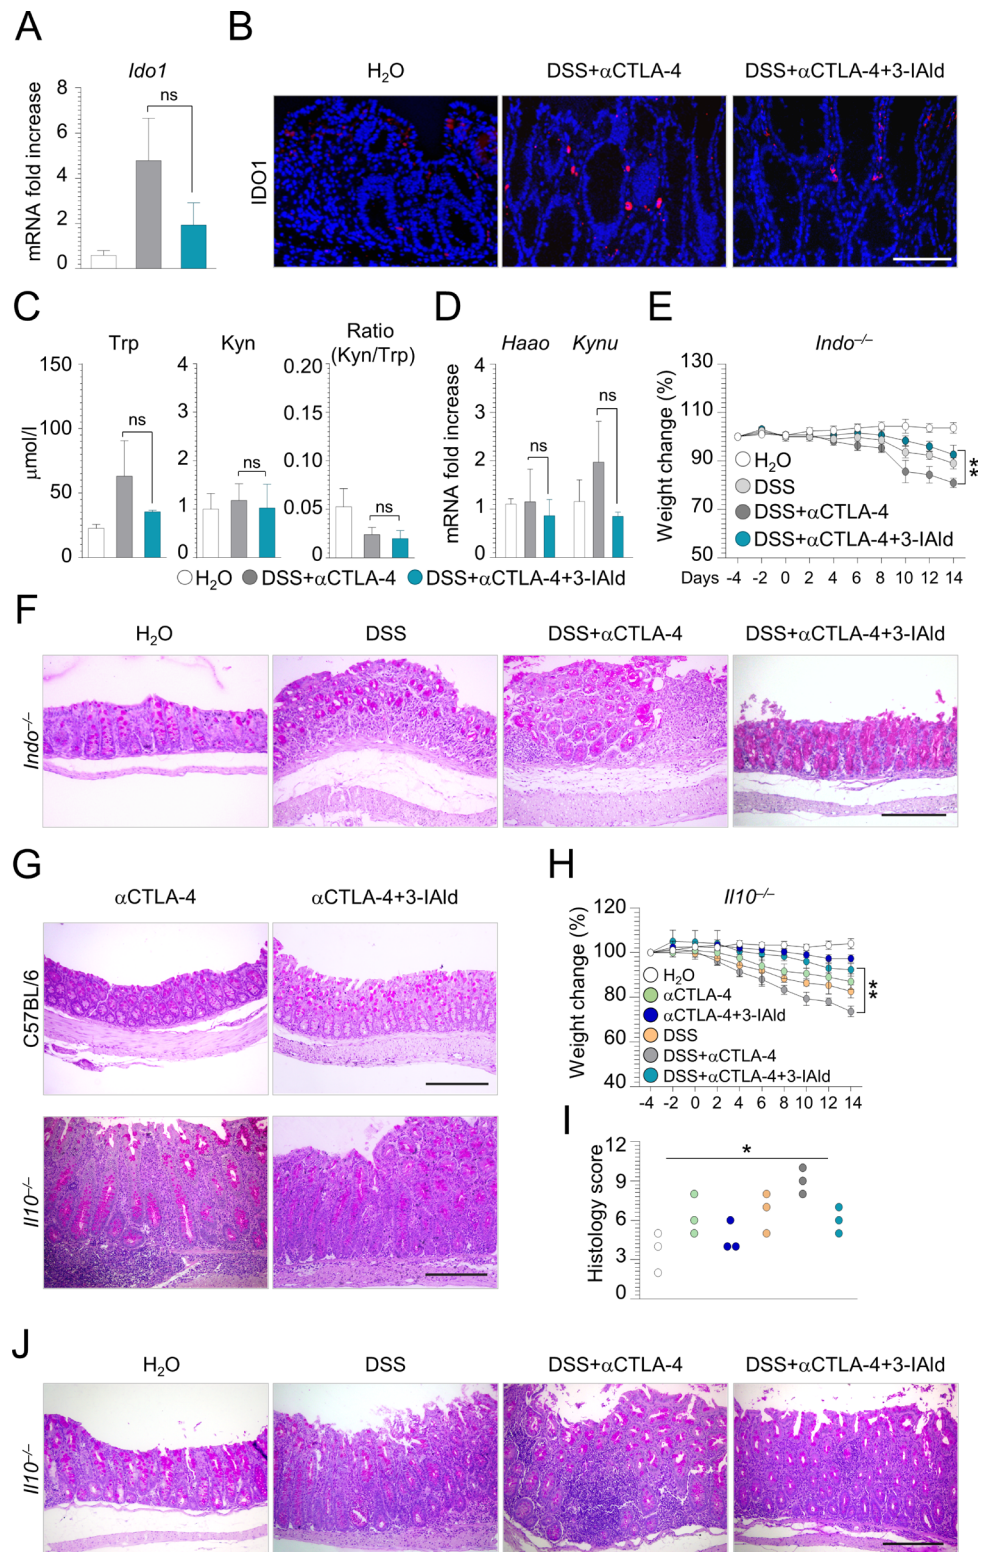 A
Ido1
mRNA fold increase
8
6
4
2
0
ns
B
H₂O
DSS+αCTLA-4
DSS+αCTLA-4+3-IAld
IDO1
C
Trp
Kyn
Ratio
(Kyn/Trp)
μmol/l
150
100
50
0
ns
4
3
2
1
0
ns
0.20
0.15
0.10
0.05
0
ns
D
Haao
Kynu
mRNA fold increase
4
3
2
1
0
ns
ns
H₂O
DSS+αCTLA-4
DSS+αCTLA-4+3-IAld
E
Indo⁻/⁻
Weight change (%)
130
110
90
70
50
H₂O
DSS
DSS+αCTLA-4
DSS+αCTLA-4+3-IAld
**
Days -4 -2 0 2 4 6 8 10 12 14
F
H₂O
DSS
DSS+αCTLA-4
DSS+αCTLA-4+3-IAld
Indo⁻/⁻
G
αCTLA-4
αCTLA-4+3-IAld
C57BL/6
Il10⁻/⁻
H
Il10⁻/⁻
Weight change (%)
120
100
80
60
40
H₂O
αCTLA-4
αCTLA-4+3-IAld
DSS
DSS+αCTLA-4
DSS+αCTLA-4+3-IAld
**
-4 -2 0 2 4 6 8 10 12 14
I
Histology score
12
9
6
3
0
*
J
H₂O
DSS
DSS+αCTLA-4
DSS+αCTLA-4+3-IAld
Il10⁻/⁻